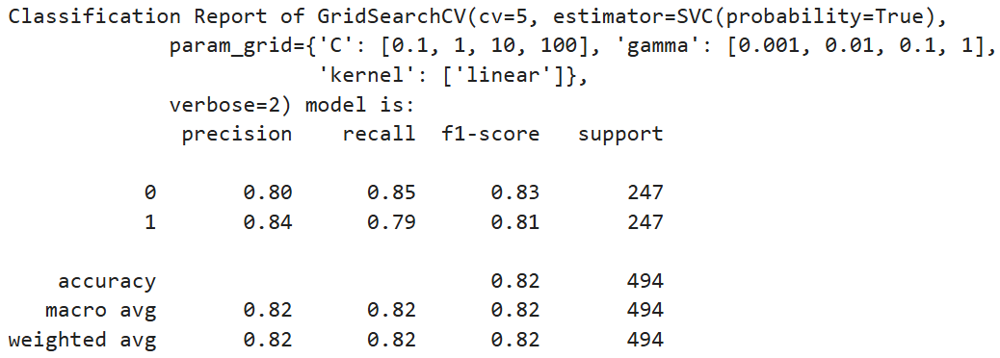 Classification Report of GridSearchCV(cv=5, estimator=SVC(probability=True),
param_grid={'C': [0.1, 1, 10, 100], 'gamma': [0.001, 0.01, 0.1, 1],
'kernel': ['linear']},
verbose=2) model is:
precision recall f1-score support
0 0.80 0.85 0.83 247
1 0.84 0.79 0.81 247
accuracy 0.82 494
macro avg 0.82 0.82 0.82 494
weighted avg 0.82 0.82 0.82 494